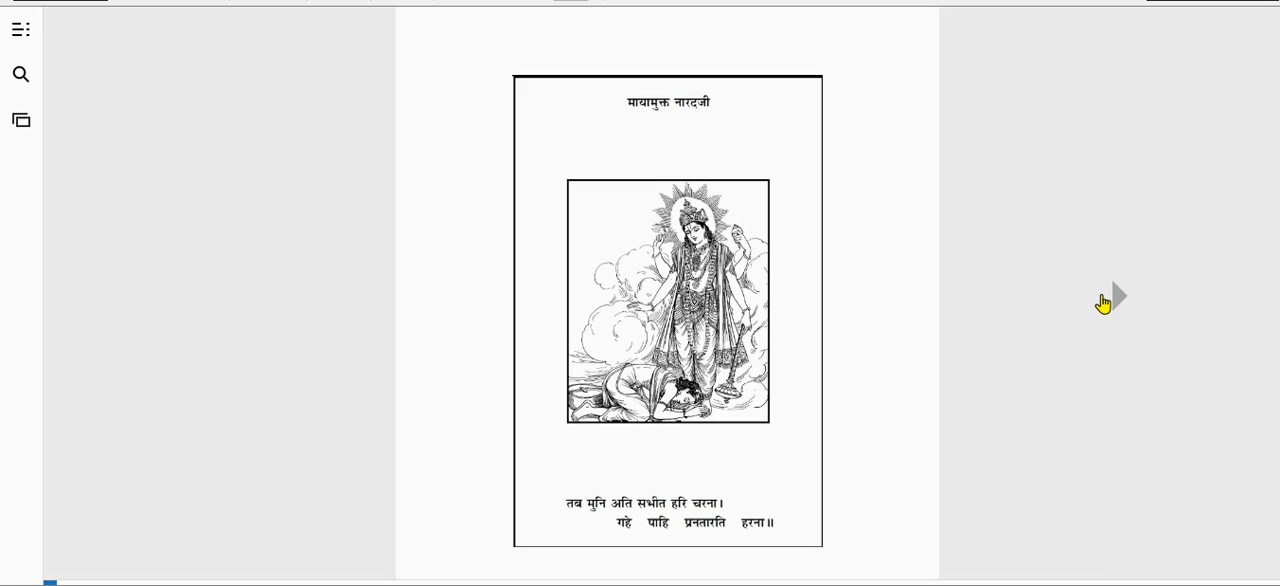 मायामुक्त नारदजी
तब मुनि अति सभीत हरि चरना।
गहे पाहि प्रनतारति हरना॥